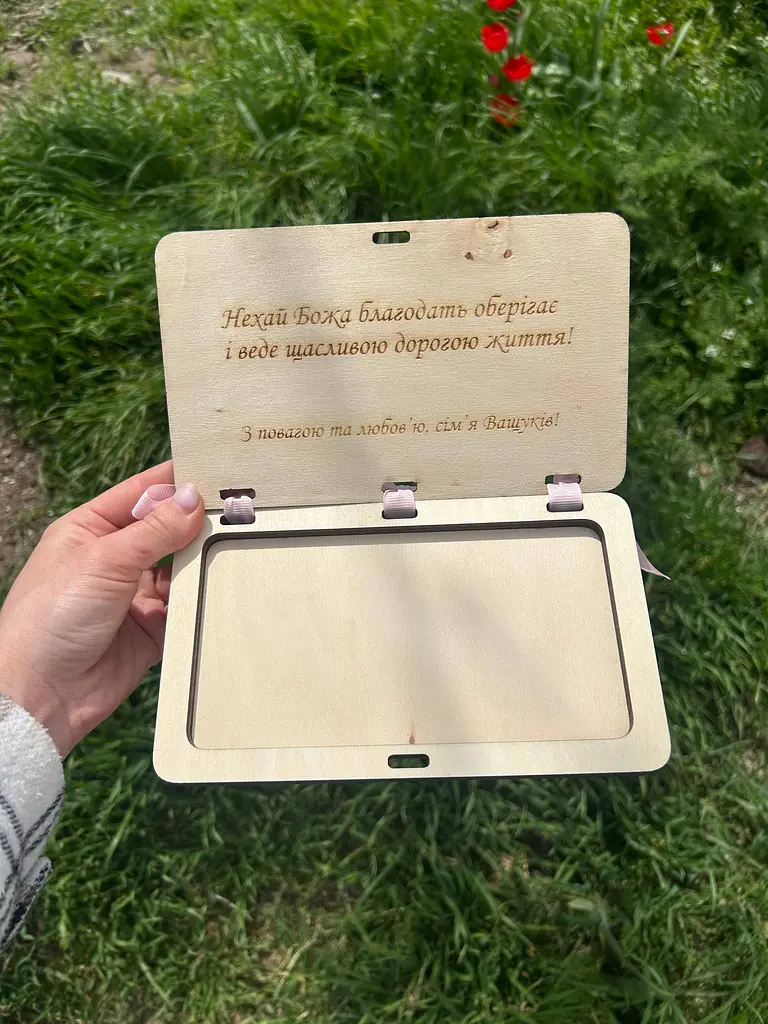 Нехай Божа благодать оберігає
і веде щасливою дорогою життя!
З повагою та любов'ю, сім'я Ващуків!